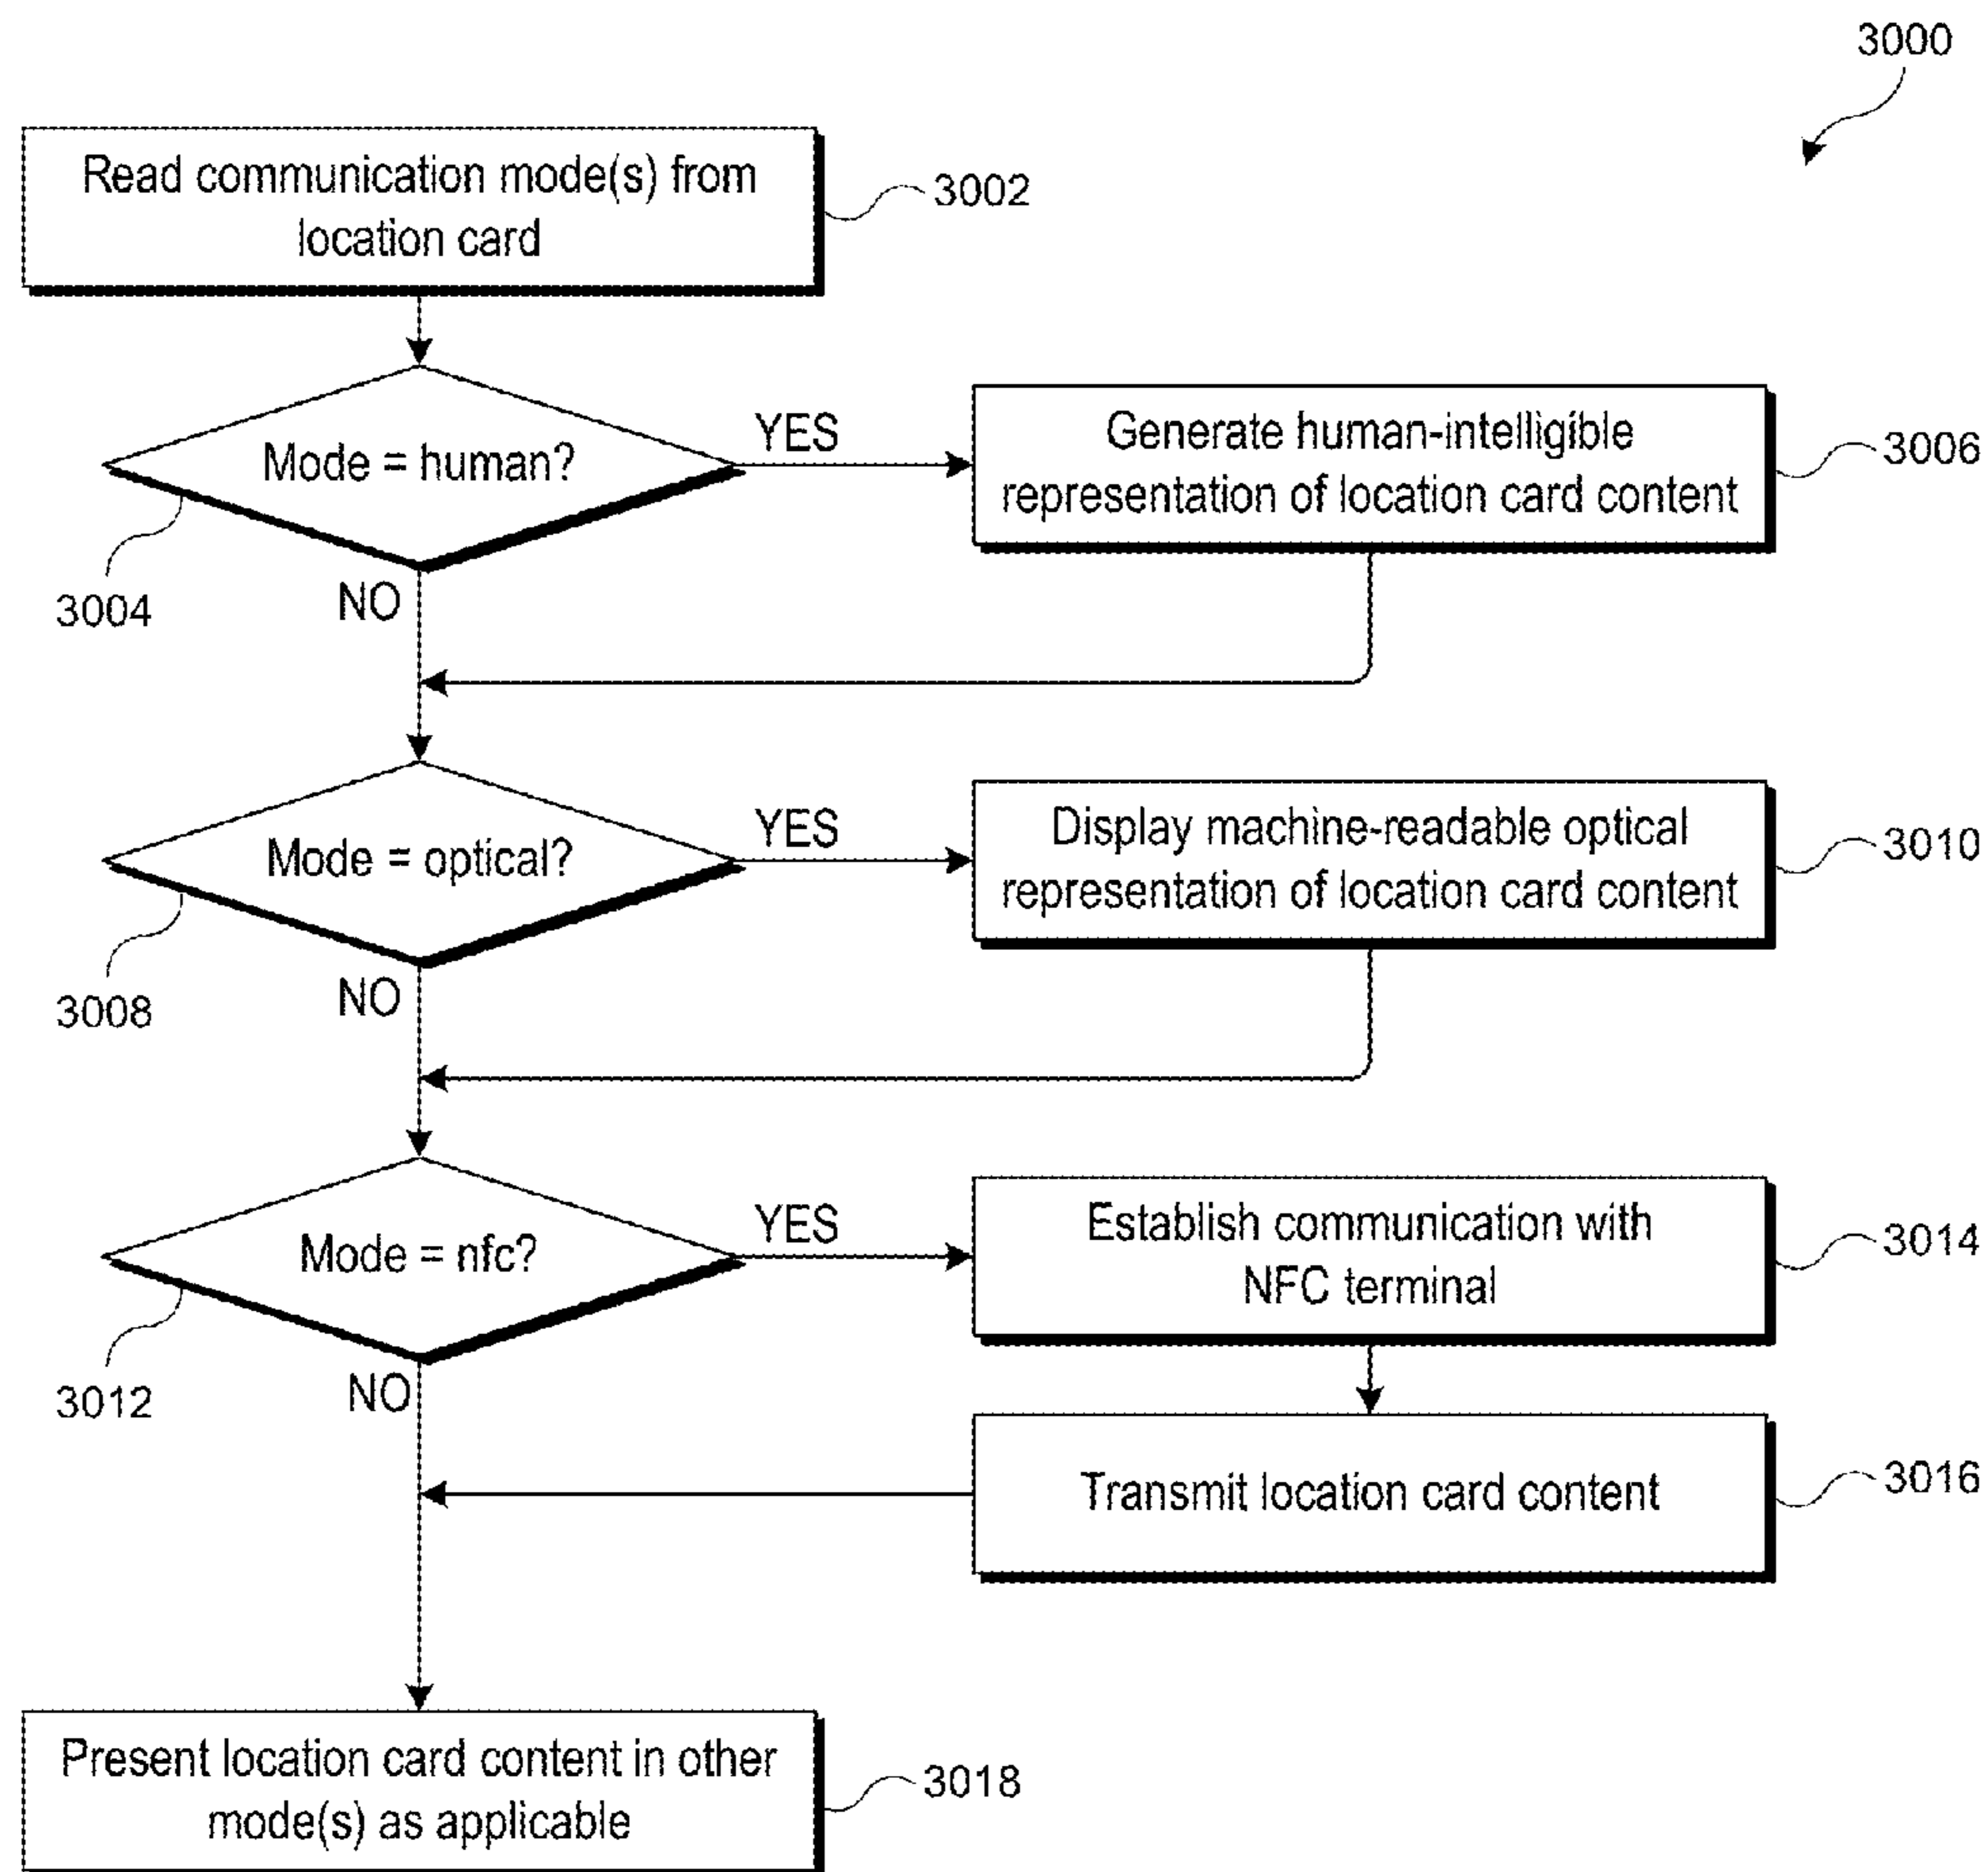 3000
Read communication mode(s) from
location card
3002
Mode = human?
YES
Generate human-intelligible
representation of location card content
3006
3004
NO
Mode = optical?
YES
Display machine-readable optical
representation of location card content
3010
3008
NO
Mode = nfc?
YES
Establish communication with
NFC terminal
3014
3012
NO
Transmit location card content
3016
Present location card content in other
mode(s) as applicable
3018